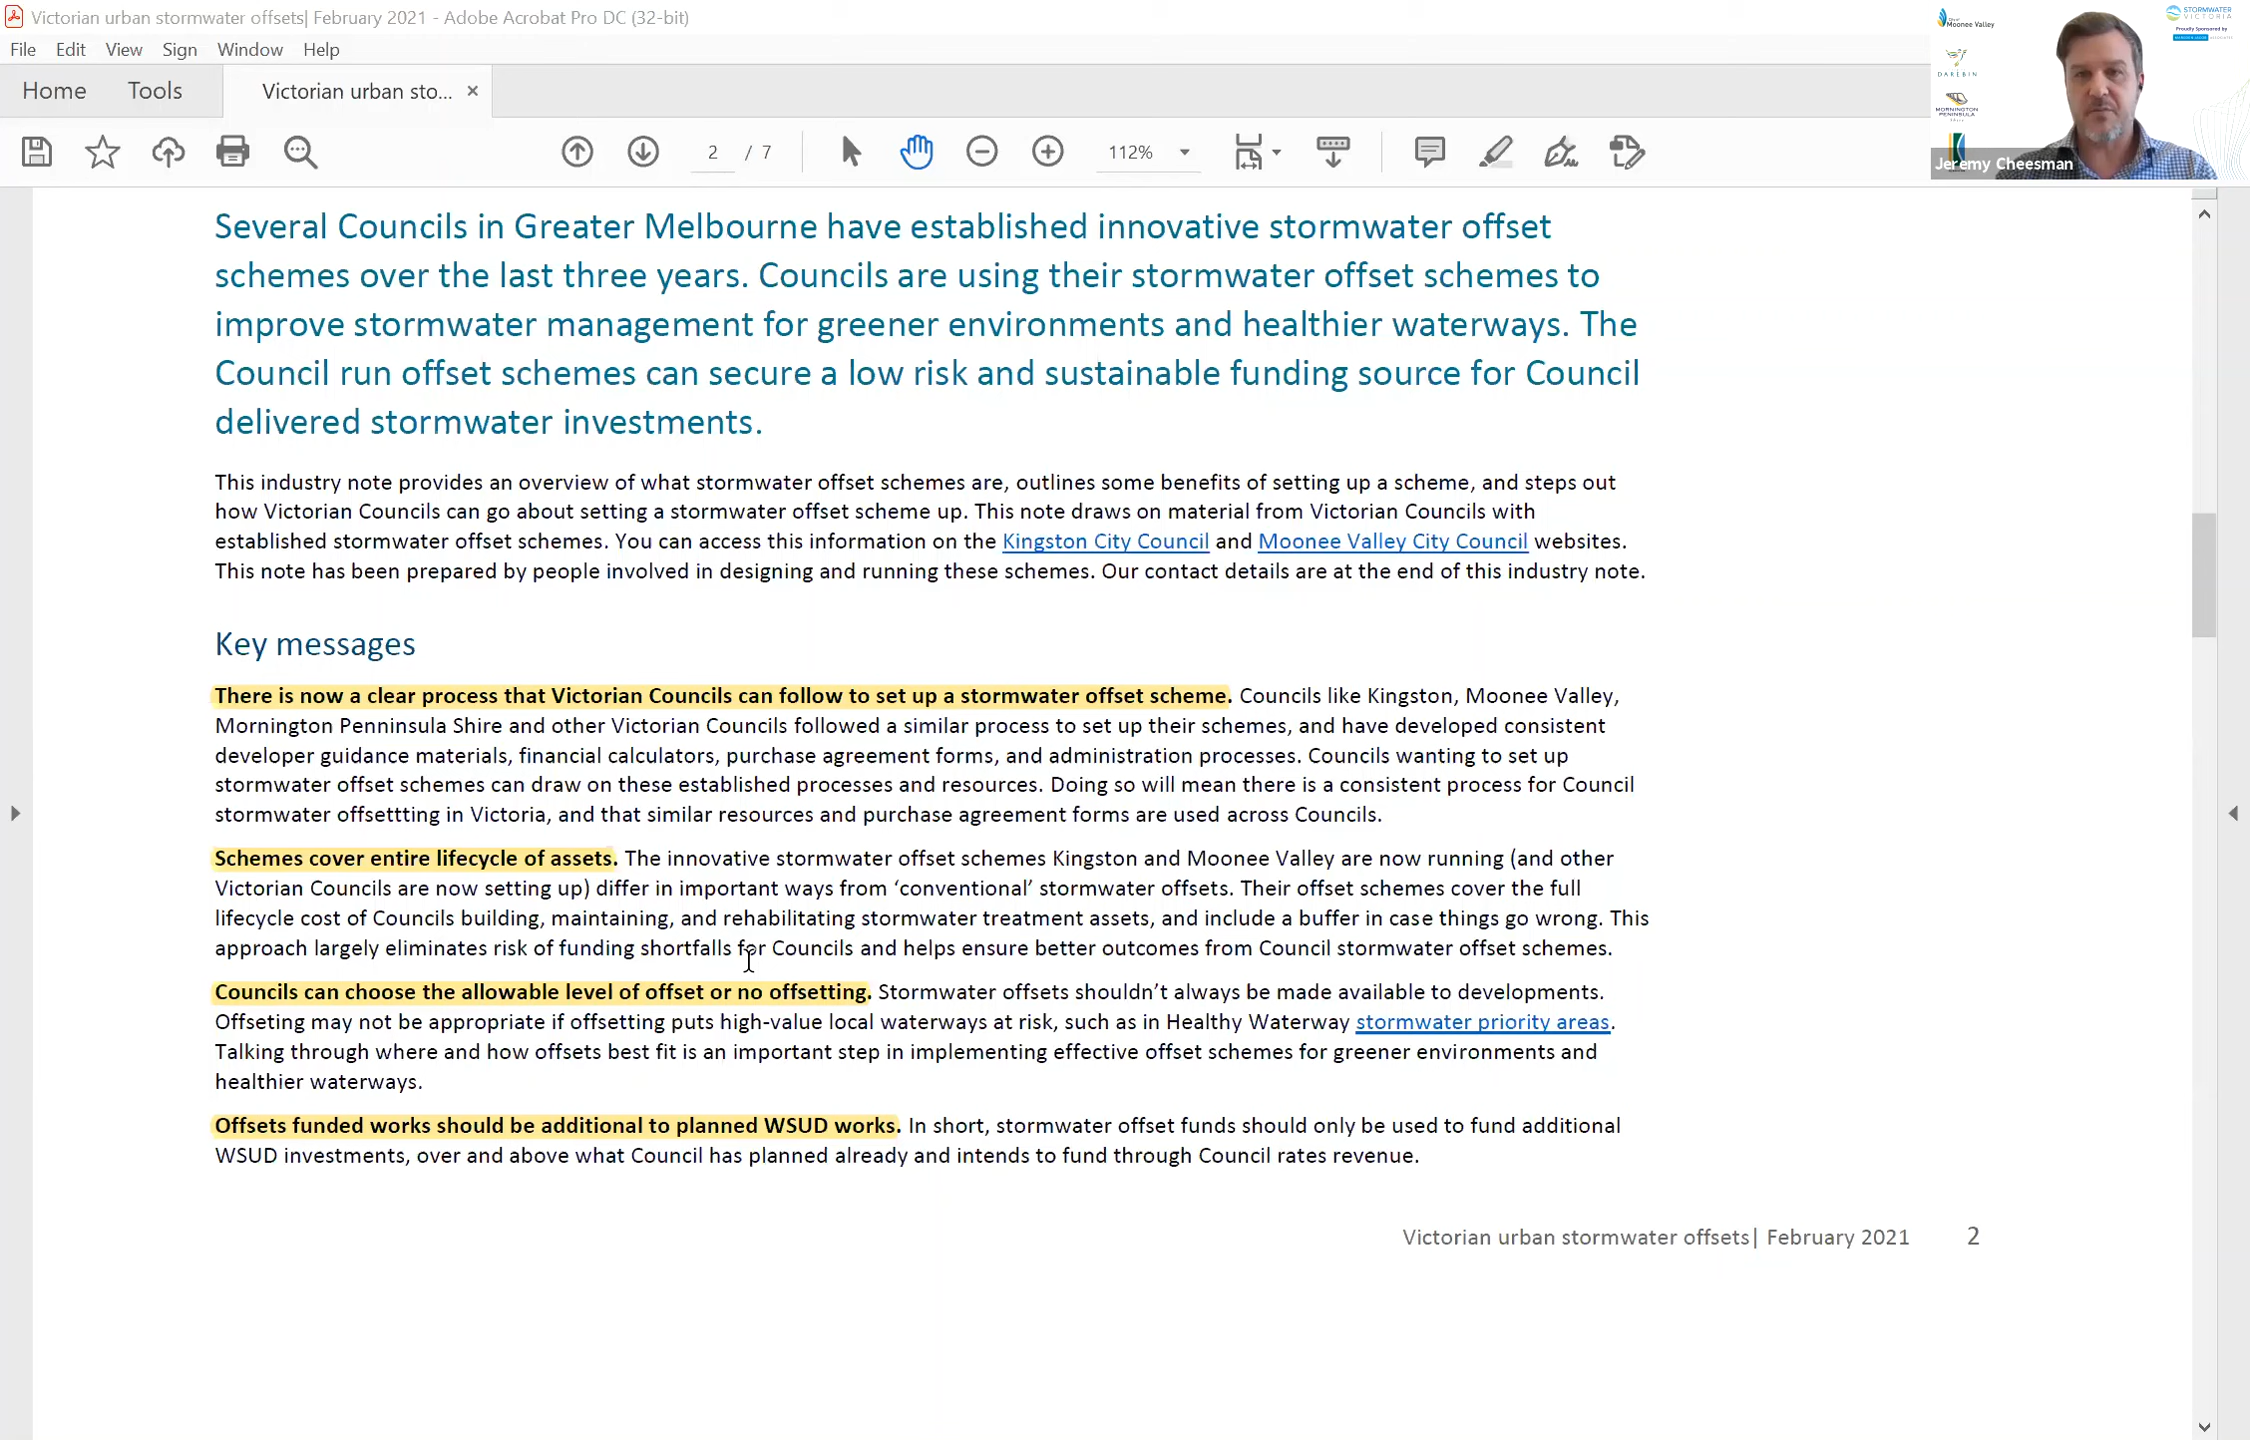 Victorian urban stormwater offsets| February 2021 - Adobe Acrobat Pro DC (32-bit)
File Edit View Sign Window Help
Home Tools Victorian urban sto... ×
2 / 7 112%
Moonee Valley
STORMWATER
VICTORIA
Proudly Sponsored by
DAREBIN
MORNINGTON
PENINSULA
Jeremy Cheesman
Several Councils in Greater Melbourne have established innovative stormwater offset
schemes over the last three years. Councils are using their stormwater offset schemes to
improve stormwater management for greener environments and healthier waterways. The
Council run offset schemes can secure a low risk and sustainable funding source for Council
delivered stormwater investments.
This industry note provides an overview of what stormwater offset schemes are, outlines some benefits of setting up a scheme, and steps out
how Victorian Councils can go about setting a stormwater offset scheme up. This note draws on material from Victorian Councils with
established stormwater offset schemes. You can access this information on the Kingston City Council and Moonee Valley City Council websites.
This note has been prepared by people involved in designing and running these schemes. Our contact details are at the end of this industry note.
Key messages
There is now a clear process that Victorian Councils can follow to set up a stormwater offset scheme. Councils like Kingston, Moonee Valley,
Mornington Penninsula Shire and other Victorian Councils followed a similar process to set up their schemes, and have developed consistent
developer guidance materials, financial calculators, purchase agreement forms, and administration processes. Councils wanting to set up
stormwater offset schemes can draw on these established processes and resources. Doing so will mean there is a consistent process for Council
stormwater offsettting in Victoria, and that similar resources and purchase agreement forms are used across Councils.
Schemes cover entire lifecycle of assets. The innovative stormwater offset schemes Kingston and Moonee Valley are now running (and other
Victorian Councils are now setting up) differ in important ways from ‘conventional’ stormwater offsets. Their offset schemes cover the full
lifecycle cost of Councils building, maintaining, and rehabilitating stormwater treatment assets, and include a buffer in case things go wrong. This
approach largely eliminates risk of funding shortfalls for Councils and helps ensure better outcomes from Council stormwater offset schemes.
Councils can choose the allowable level of offset or no offsetting. Stormwater offsets shouldn’t always be made available to developments.
Offseting may not be appropriate if offsetting puts high-value local waterways at risk, such as in Healthy Waterway stormwater priority areas.
Talking through where and how offsets best fit is an important step in implementing effective offset schemes for greener environments and
healthier waterways.
Offsets funded works should be additional to planned WSUD works. In short, stormwater offset funds should only be used to fund additional
WSUD investments, over and above what Council has planned already and intends to fund through Council rates revenue.
Victorian urban stormwater offsets| February 2021 2